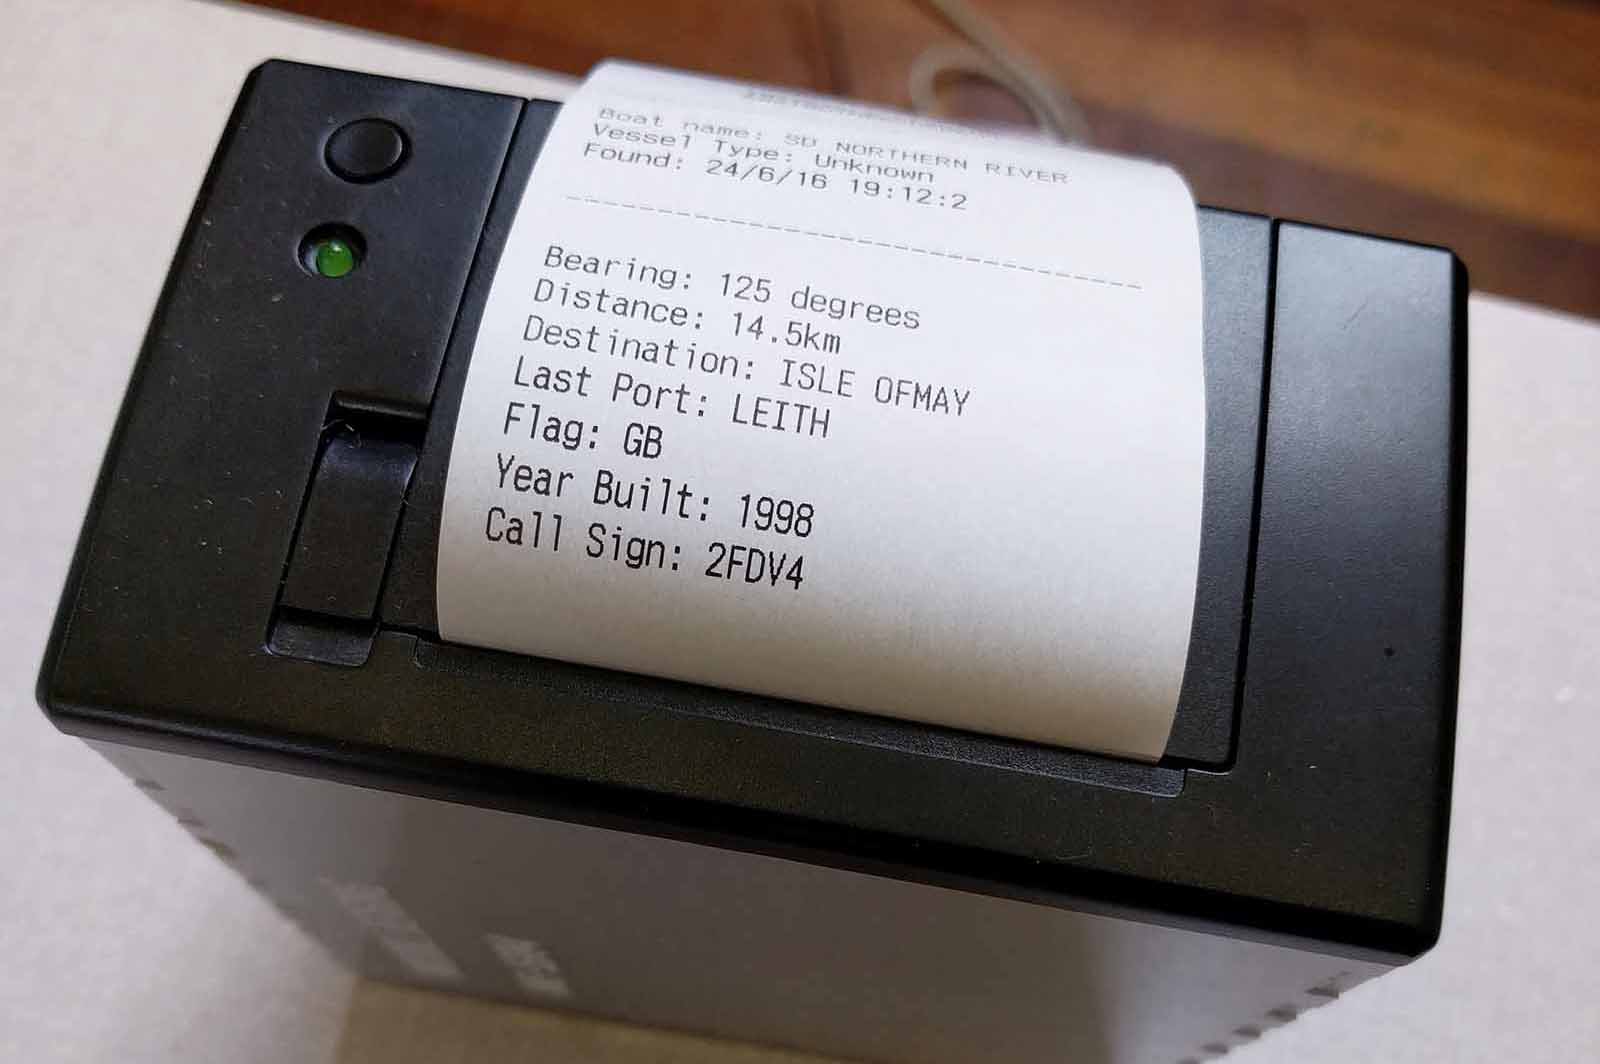 Boat name: SD NORTHERN RIVER
Vessel Type: Unknown
Found: 24/6/16 19:12:2
--------------------------------
Bearing: 125 degrees
Distance: 14.5km
Destination: ISLE OFMAY
Last Port: LEITH
Flag: GB
Year Built: 1998
Call Sign: 2FDV4